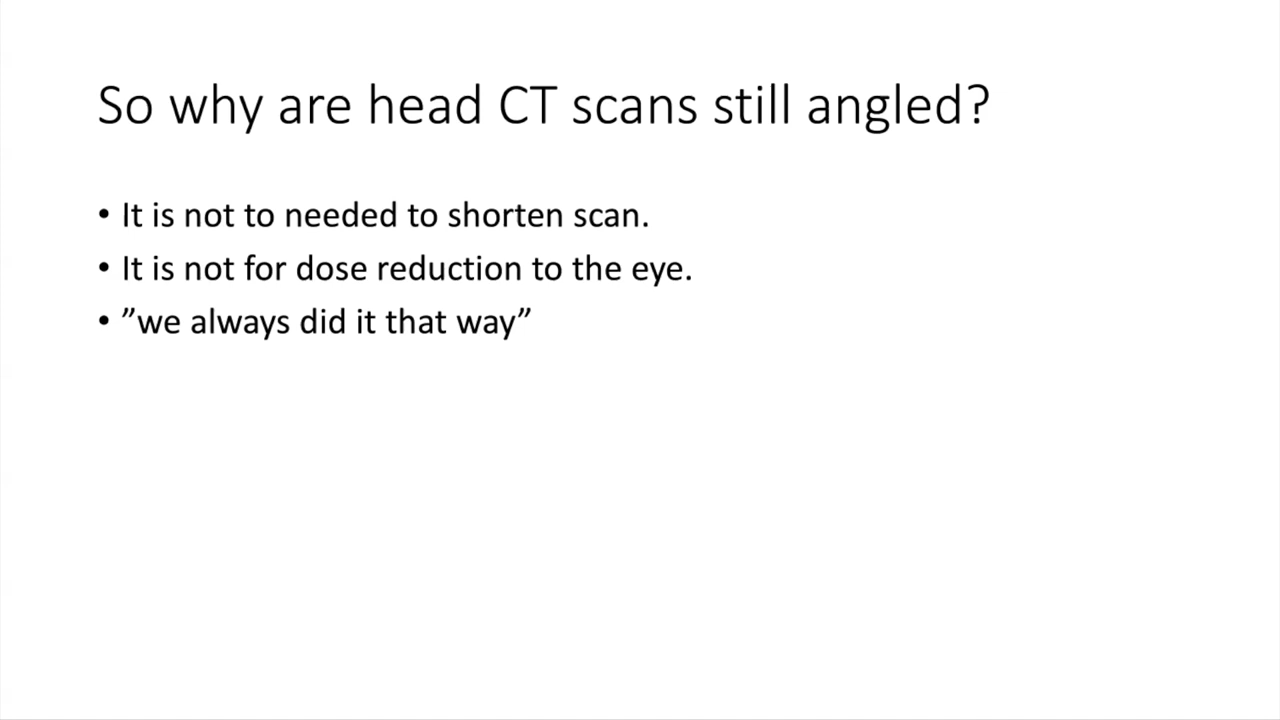 So why are head CT scans still angled?
• It is not to needed to shorten scan.
• It is not for dose reduction to the eye.
• ”we always did it that way”